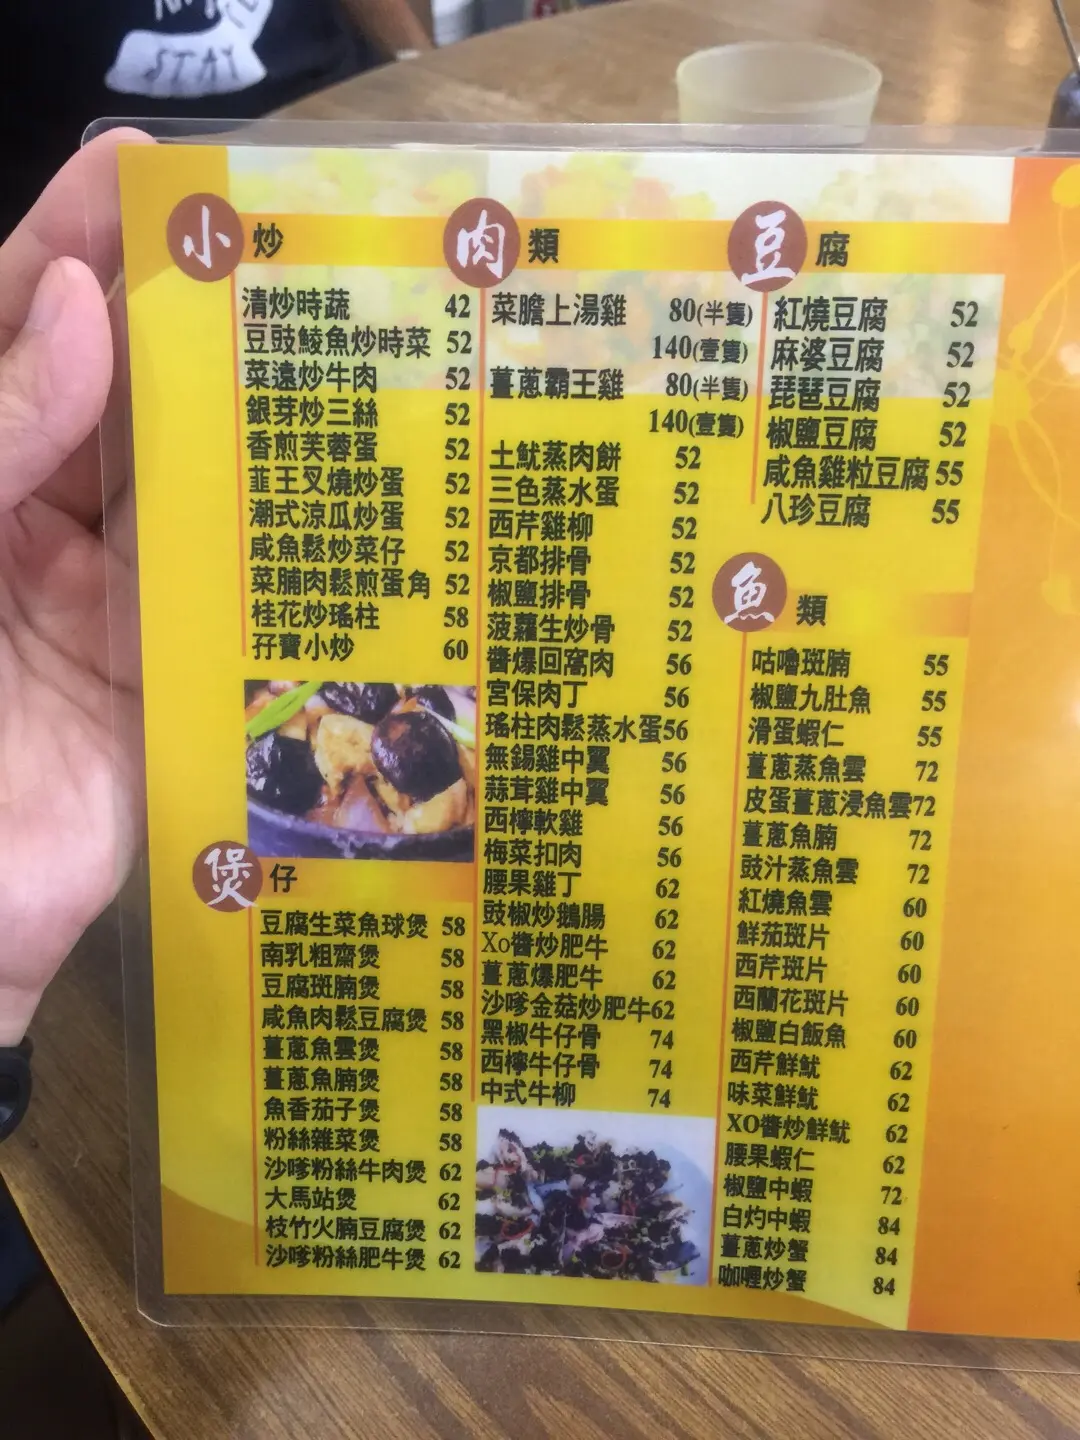 STAY
小炒
清炒時蔬 42
豆豉鯪魚炒時菜 52
菜遠炒牛肉 52
銀芽炒三絲 52
香煎芙蓉蛋 52
韮王叉燒炒蛋 52
潮式涼瓜炒蛋 52
咸魚鬆炒菜仔 52
菜脯肉鬆煎蛋角 52
桂花炒瑤柱 58
孖寶小炒 60
煲仔
豆腐生菜魚球煲 58
南乳粗齋煲 58
豆腐斑腩煲 58
咸魚肉鬆豆腐煲 58
薑蔥魚雲煲 58
薑蔥魚腩煲 58
魚香茄子煲 58
粉絲雜菜煲 58
沙嗲粉絲牛肉煲 62
大馬站煲 62
枝竹火腩豆腐煲 62
沙嗲粉絲肥牛煲 62
肉類
菜膽上湯雞 80(半隻)
140(壹隻)
薑蔥霸王雞 80(半隻)
140(壹隻)
土魷蒸肉餅 52
三色蒸水蛋 52
西芹雞柳 52
京都排骨 52
椒鹽排骨 52
菠蘿生炒骨 52
醬爆回窩肉 56
宮保肉丁 56
瑤柱肉鬆蒸水蛋 56
無錫雞中翼 56
蒜茸雞中翼 56
西檸軟雞 56
梅菜扣肉 56
腰果雞丁 62
豉椒炒鵝腸 62
Xo醬炒肥牛 62
薑蔥爆肥牛 62
沙嗲金菇炒肥牛 62
黑椒牛仔骨 74
西檸牛仔骨 74
中式牛柳 74
豆腐
紅燒豆腐 52
麻婆豆腐 52
琵琶豆腐 52
椒鹽豆腐 52
咸魚雞粒豆腐 55
八珍豆腐 55
魚類
咕嚕斑腩 55
椒鹽九肚魚 55
滑蛋蝦仁 55
薑蔥蒸魚雲 72
皮蛋薑蔥浸魚雲 72
薑蔥魚腩 72
豉汁蒸魚雲 72
紅燒魚雲 60
鮮茄斑片 60
西芹斑片 60
西蘭花斑片 60
椒鹽白飯魚 60
西芹鮮魷 62
味菜鮮魷 62
XO醬炒鮮魷 62
腰果蝦仁 62
椒鹽中蝦 72
白灼中蝦 84
薑蔥炒蟹 84
咖喱炒蟹 84